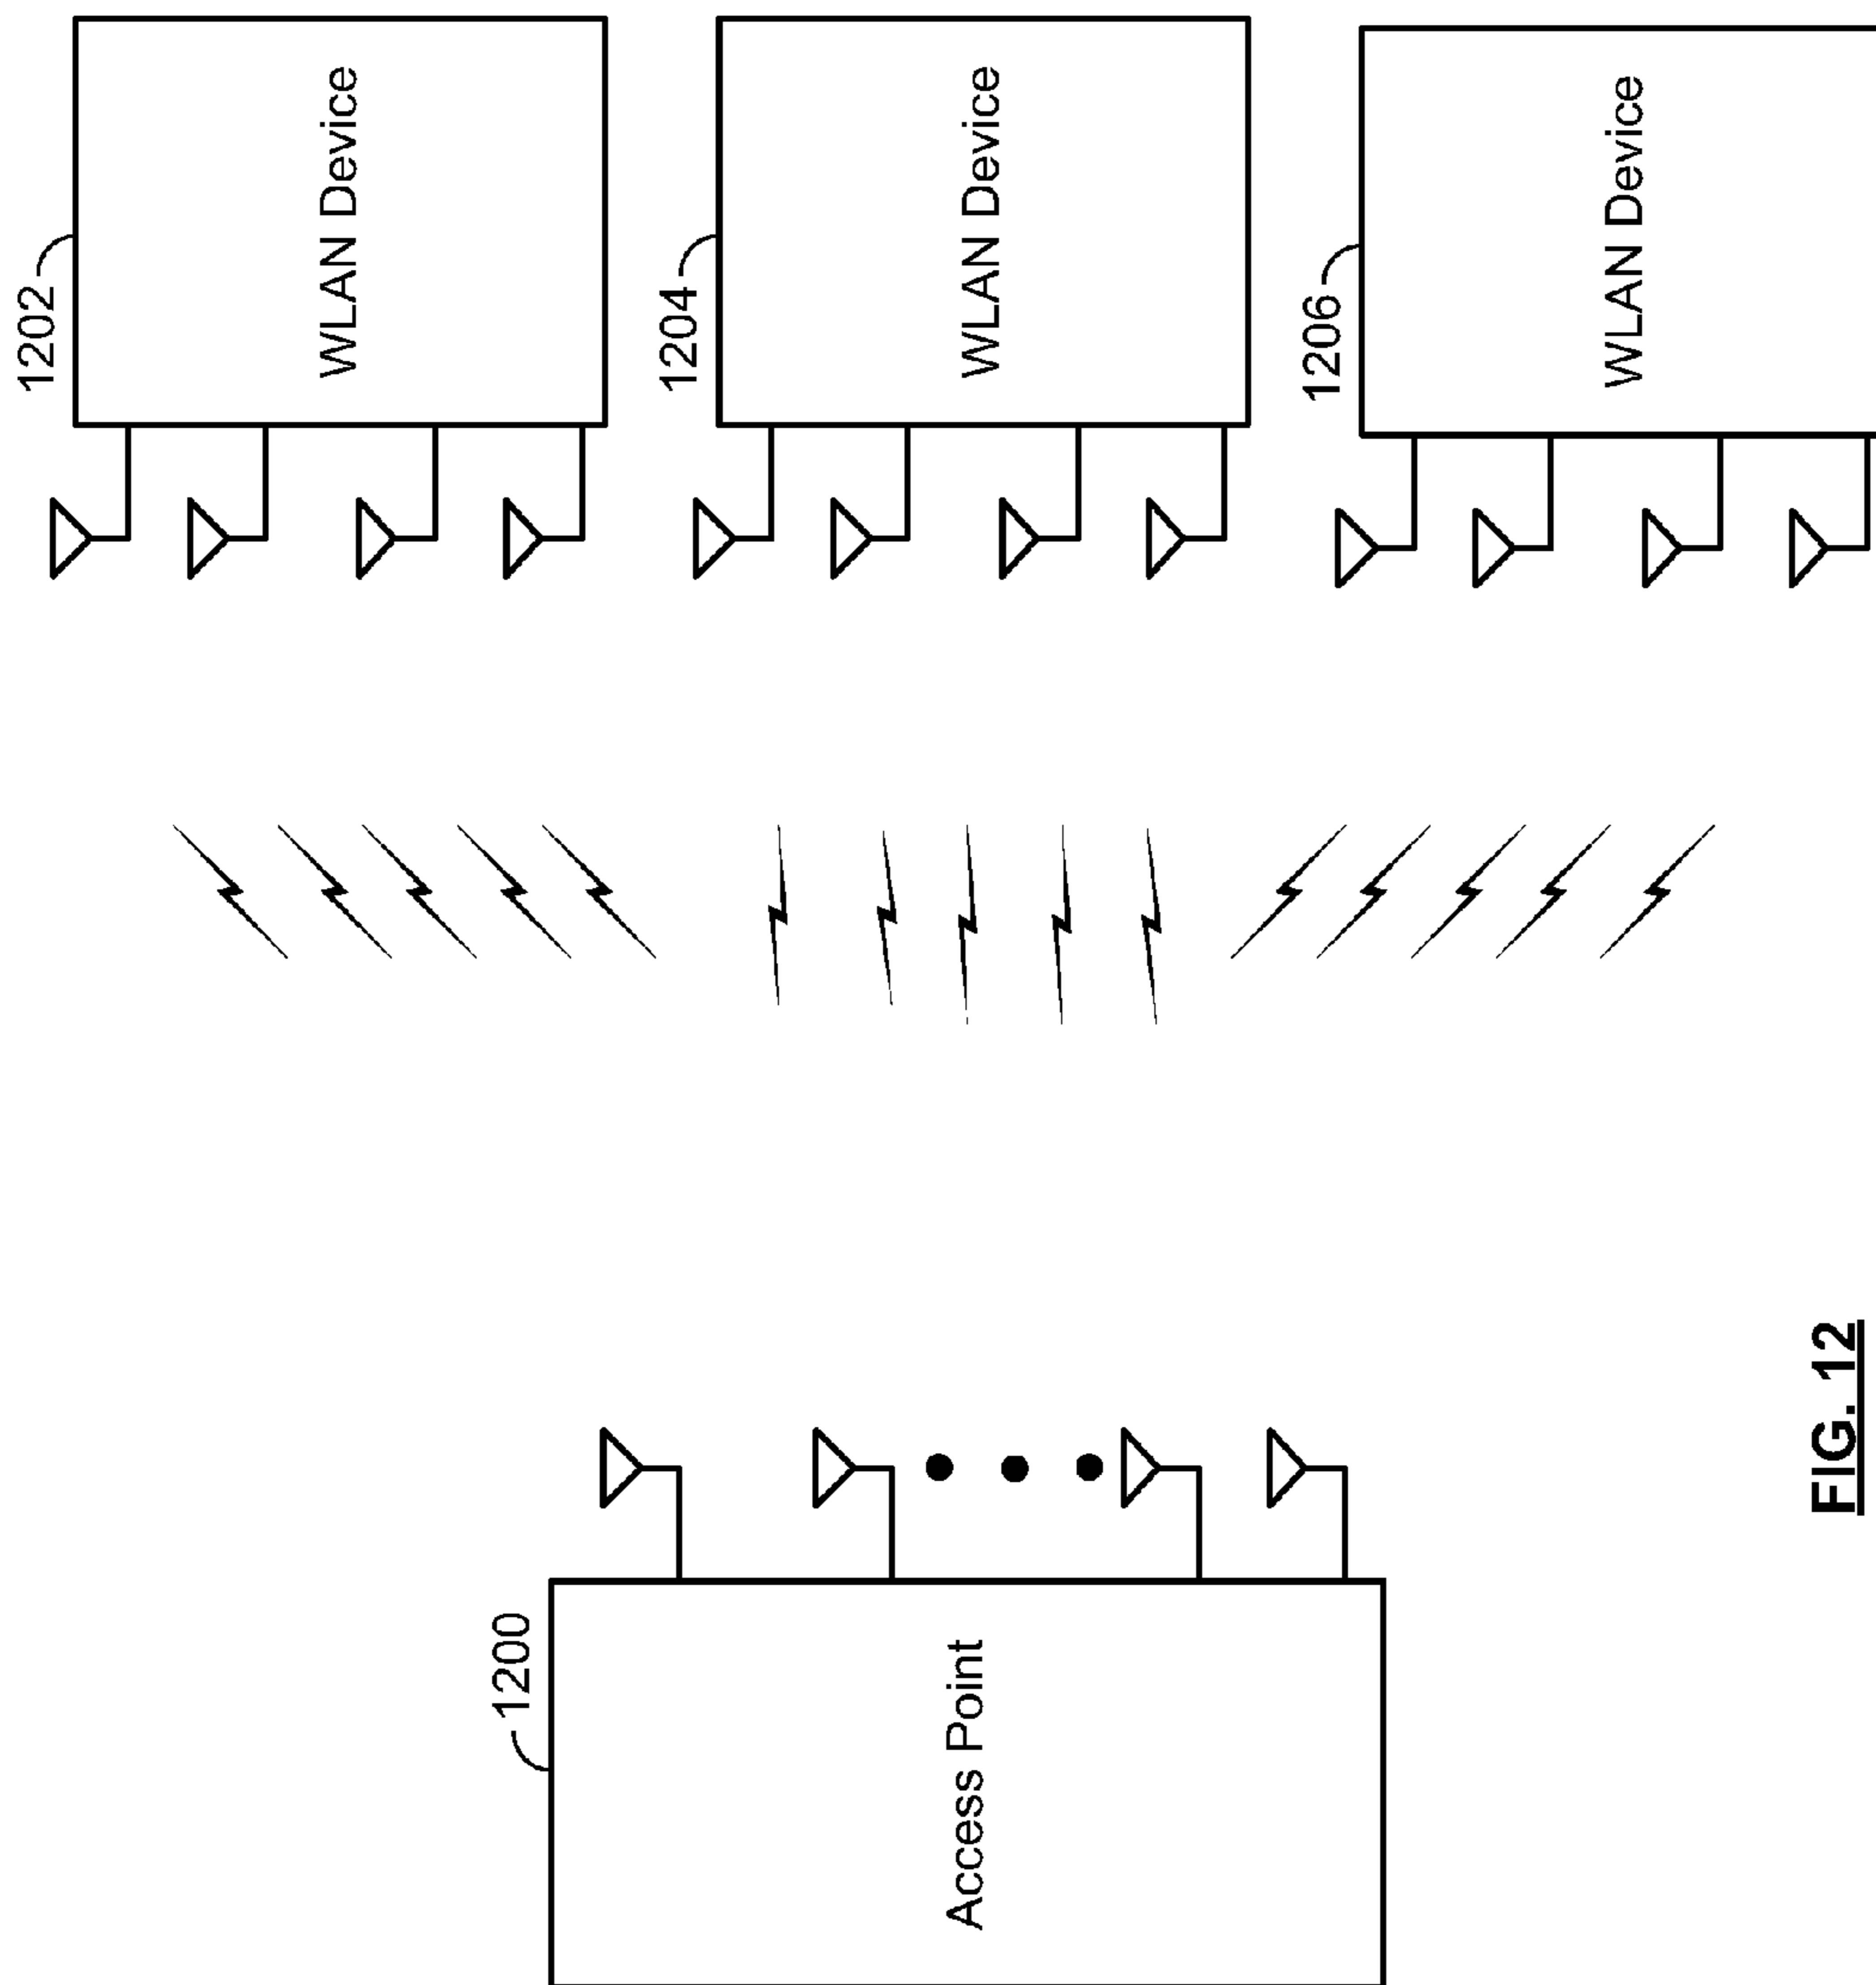 1202
WLAN Device
1204
WLAN Device
1206
WLAN Device
1200
Access Point
FIG. 12